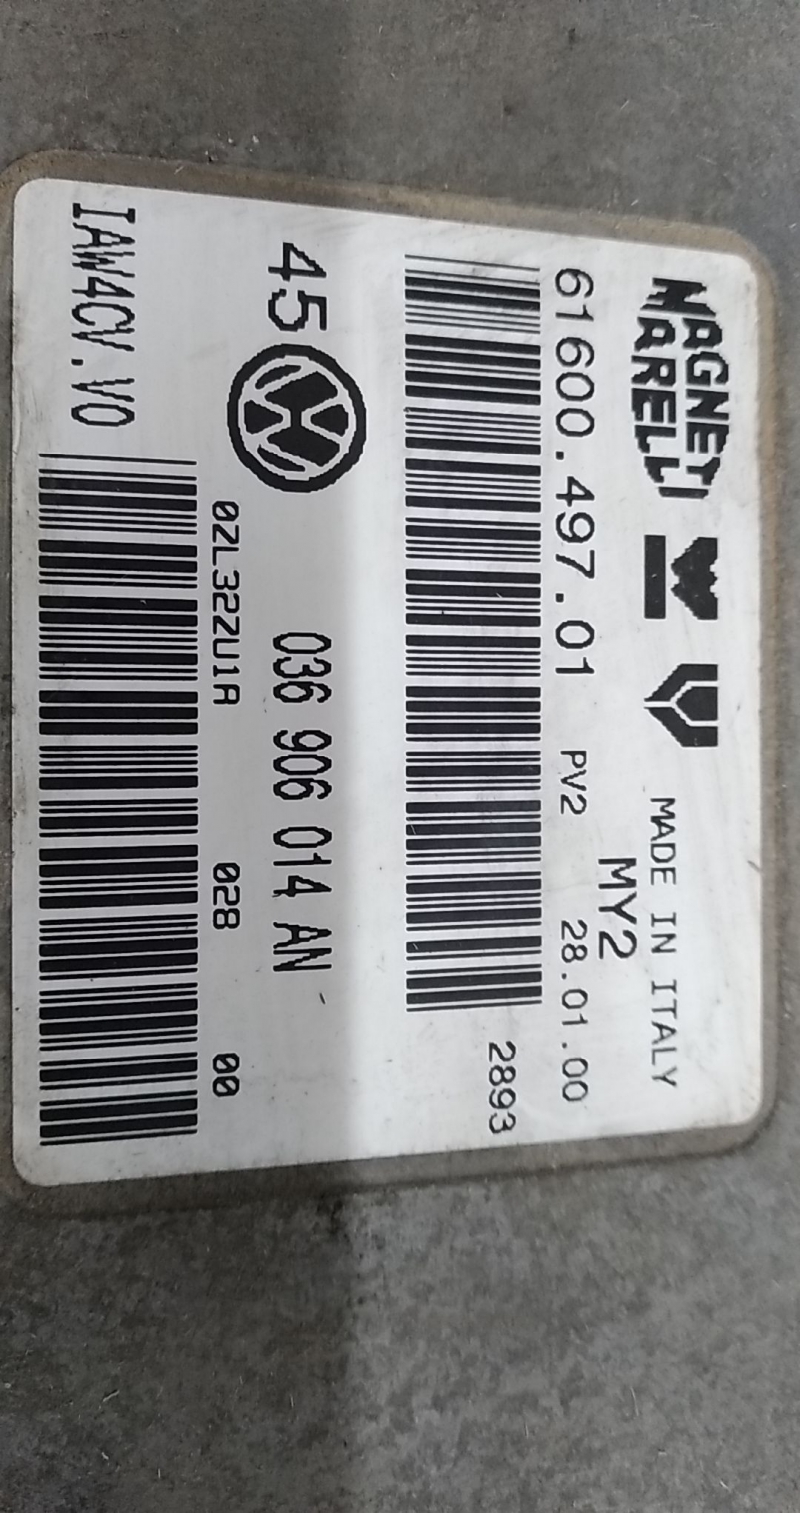 MAGNETI MARELLI MADE IN ITALY
MY2
61600.497.01 PV2 28.01.00
2893
45 036 906 014 AN
0ZL32ZU1A 028 00
IAW4CV.V0